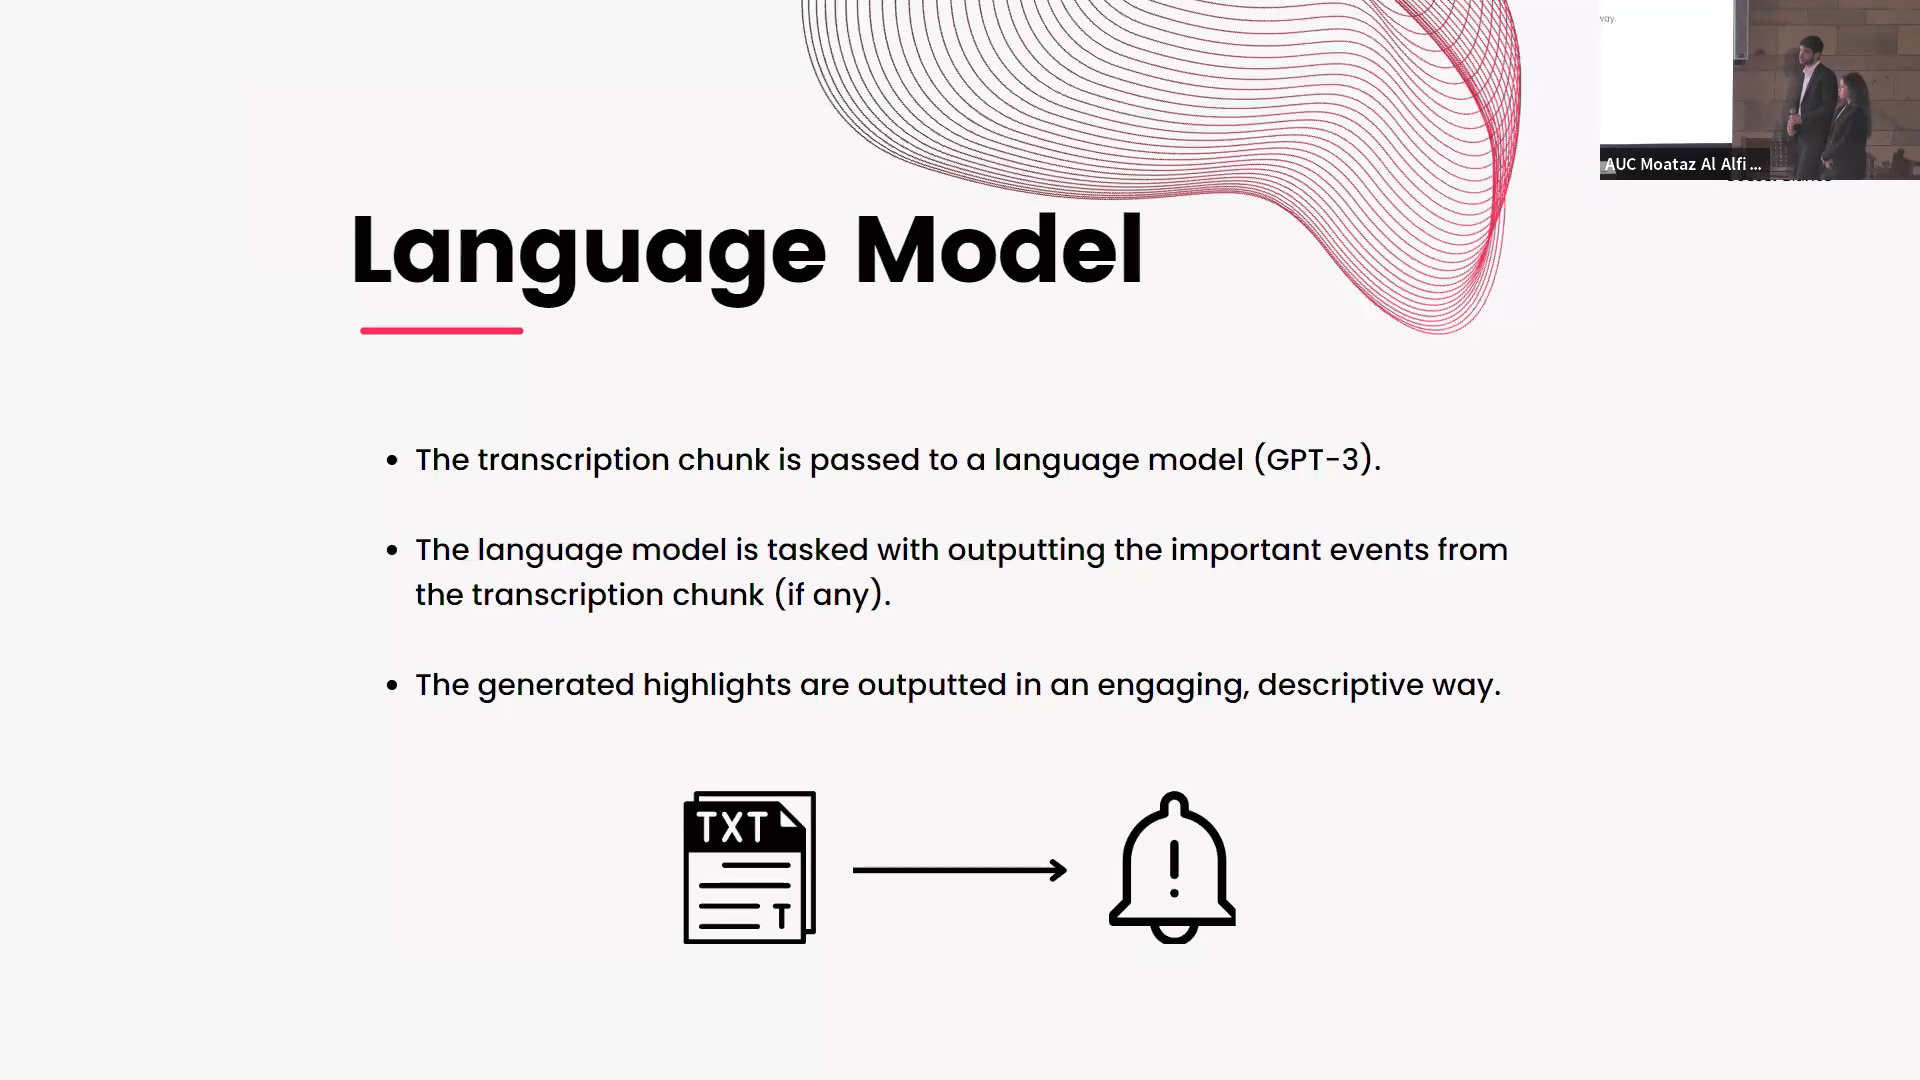 way.
AUC Moataz Al Alfi ...
Language Model
• The transcription chunk is passed to a language model (GPT-3).
• The language model is tasked with outputting the important events from
the transcription chunk (if any).
• The generated highlights are outputted in an engaging, descriptive way.
TXT
T